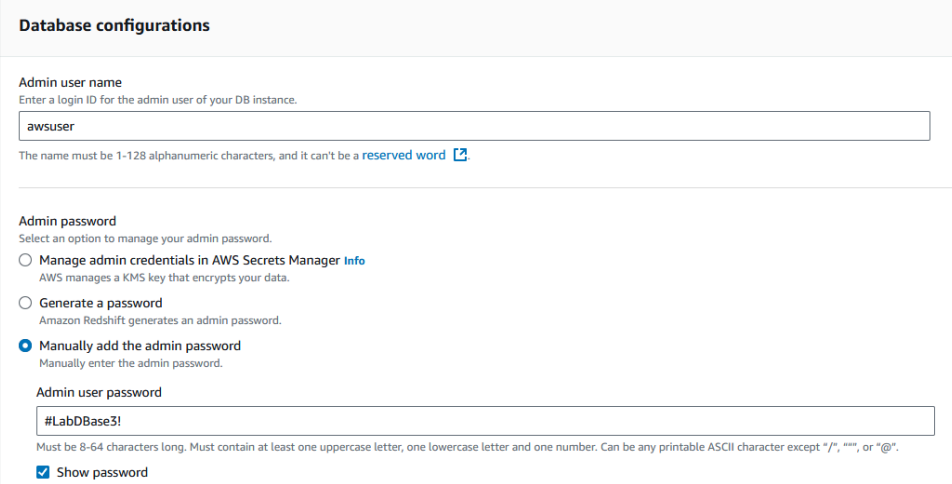 Database configurations
Admin user name
Enter a login ID for the admin user of your DB instance.
awsuser
The name must be 1-128 alphanumeric characters, and it can't be a reserved word.
Admin password
Select an option to manage your admin password.
Manage admin credentials in AWS Secrets Manager Info
AWS manages a KMS key that encrypts your data.
Generate a password
Amazon Redshift generates an admin password.
Manually add the admin password
Manually enter the admin password.
Admin user password
#LabDBase3!
Must be 8-64 characters long. Must contain at least one uppercase letter, one lowercase letter and one number. Can be any printable ASCII character except “/”, “"”, or “@”.
Show password